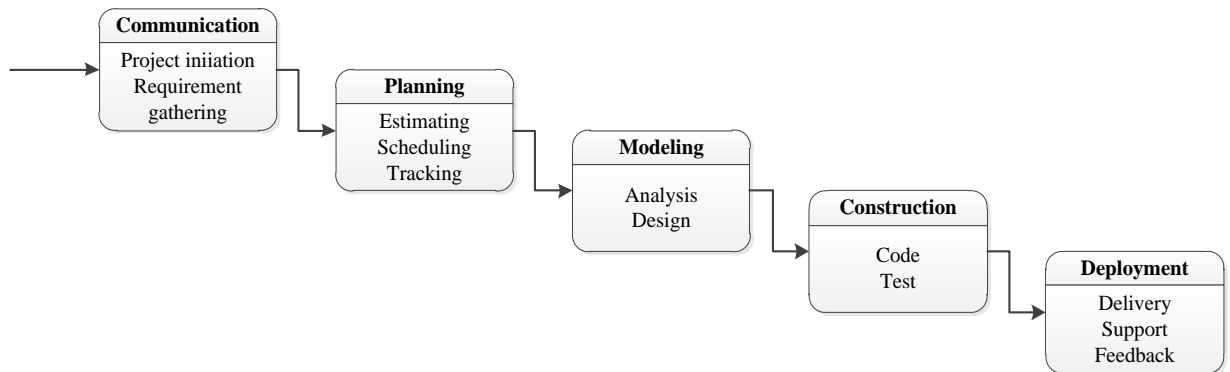 Communication
Project iniiation
Requirement
gathering
Planning
Estimating
Scheduling
Tracking
Modeling
Analysis
Design
Construction
Code
Test
Deployment
Delivery
Support
Feedback